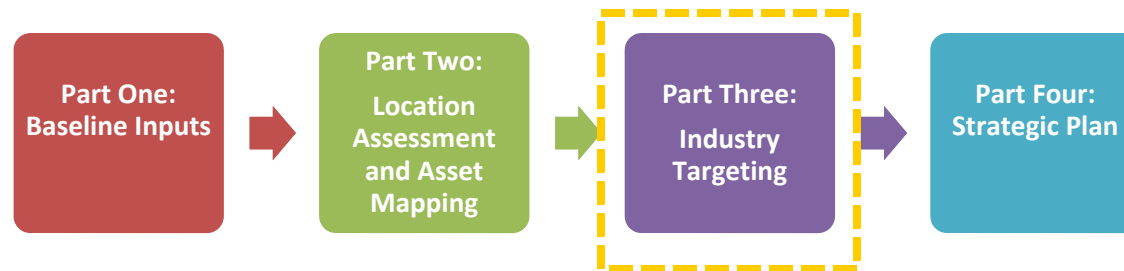 Part One:
Baseline Inputs
Part Two:
Location
Assessment
and Asset
Mapping
Part Three:
Industry
Targeting
Part Four:
Strategic Plan